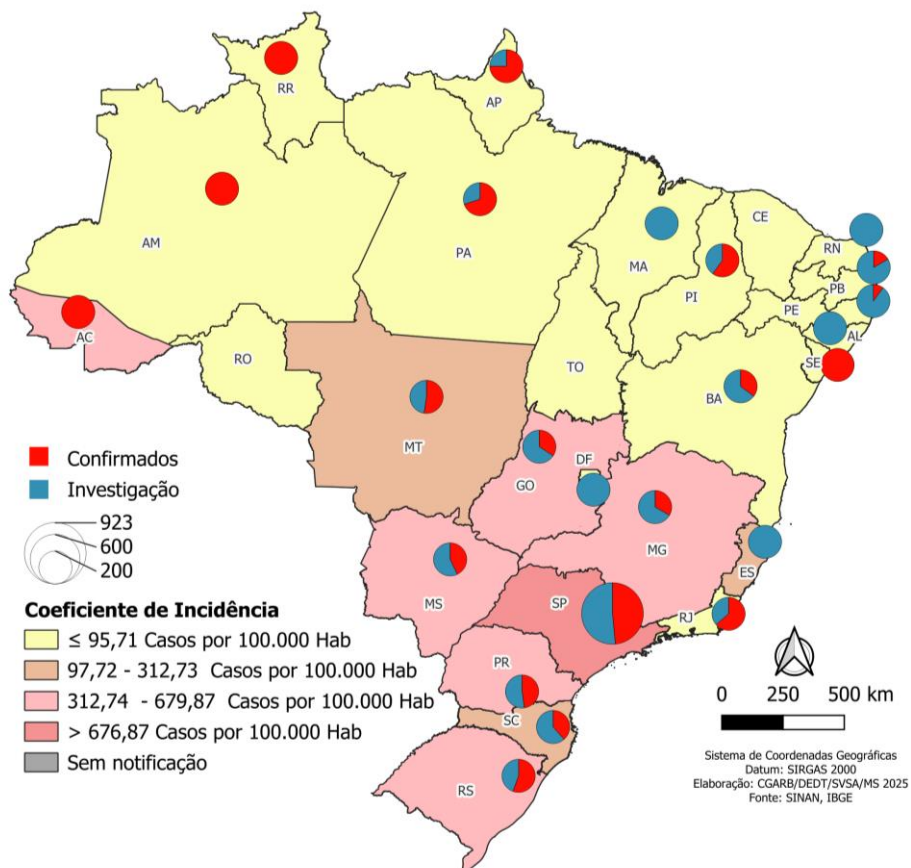 RR
AP
AM
PA
MA
CE
RN
PB
PI
PE
AL
AC
SE
RO
TO
BA
MT
Confirmados
DF
Investigação
GO
923
600
MG
200
ES
MS
SP
Coeficiente de Incidência
RJ
≤ 95,71 Casos por 100.000 Hab
97,72 - 312,73 Casos por 100.000 Hab
PR
0 250 500 km
312,74 - 679,87 Casos por 100.000 Hab
SC
> 676,87 Casos por 100.000 Hab
Sem notificação
RS
Sistema de Coordenadas Geográficas
Datum: SIRGAS 2000
Elaboração: CGARB/DEDT/SVSA/MS 2025
Fonte: SINAN, IBGE